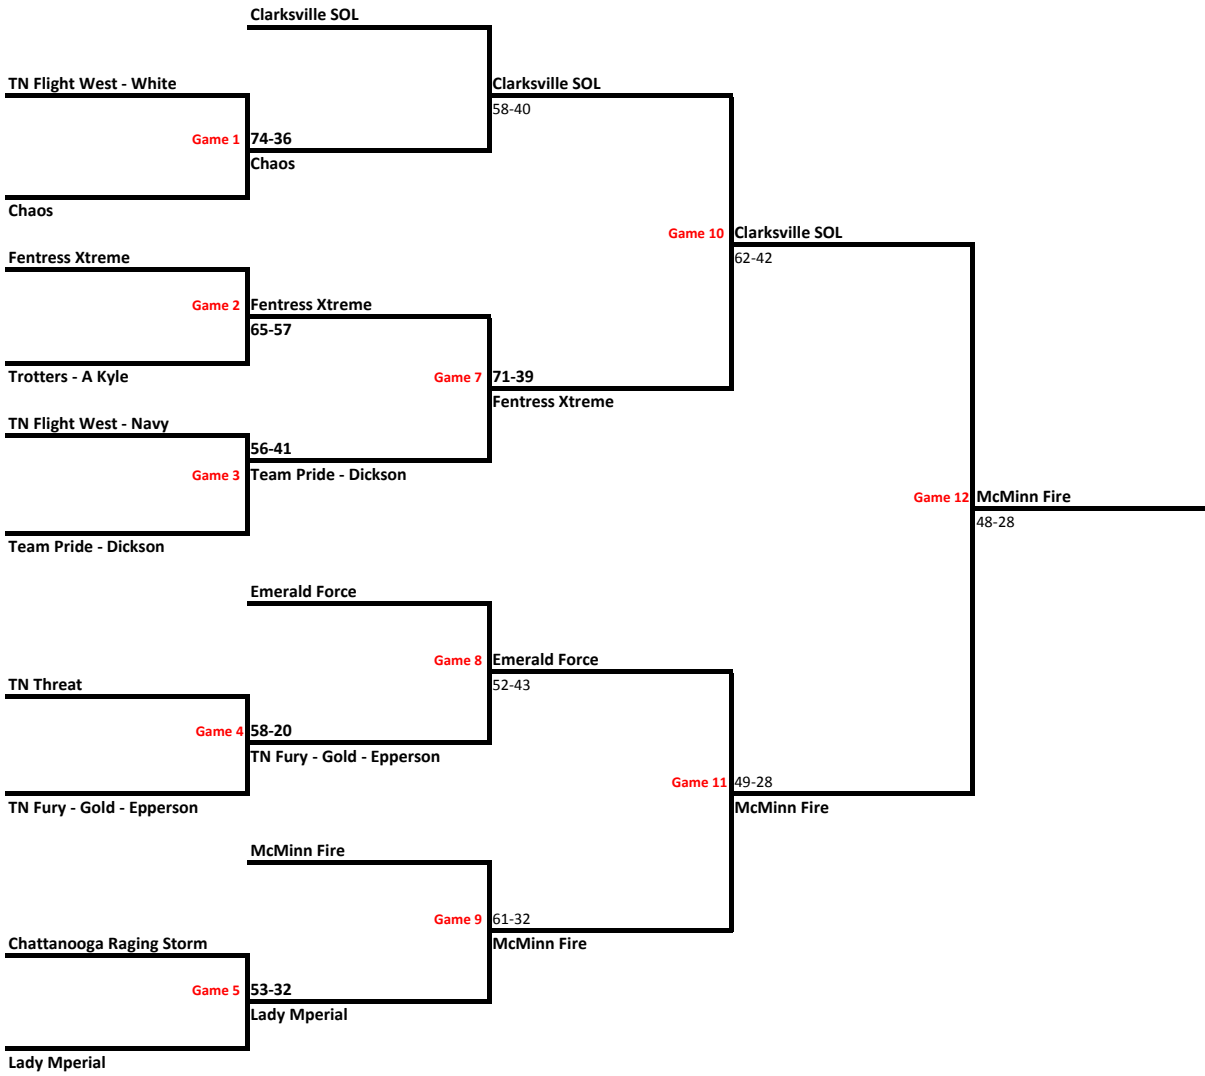 Clarksville SOL
TN Flight West - White
Clarksville SOL
58-40
Game 1
74-36
Chaos
Chaos
Game 10
Clarksville SOL
62-42
Fentress Xtreme
Game 2
Fentress Xtreme
65-57
Trotters - A Kyle
Game 7
71-39
Fentress Xtreme
TN Flight West - Navy
56-41
Game 3
Team Pride - Dickson
Team Pride - Dickson
Game 12
McMinn Fire
48-28
Emerald Force
Game 8
Emerald Force
52-43
TN Threat
Game 4
58-20
TN Fury - Gold - Epperson
TN Fury - Gold - Epperson
Game 11
49-28
McMinn Fire
McMinn Fire
Game 9
61-32
McMinn Fire
Chattanooga Raging Storm
Game 5
53-32
Lady Mperial
Lady Mperial